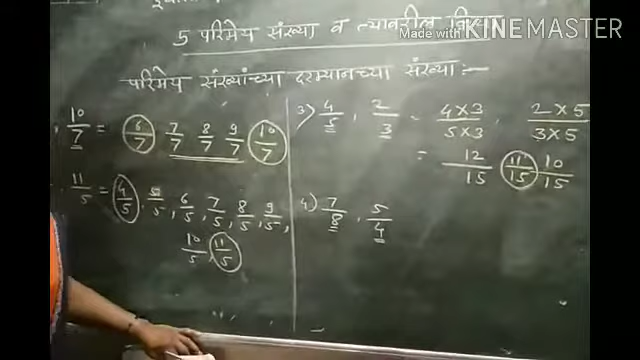 Made with KINEMASTER
5 परिमेय संख्या व त्यावरील
परिमेय संख्यांच्या दरम्यानच्या संख्या :-
10/7 = 6/7 7/7 8/7 9/7 10/7
11/5 = 4/5, 5/5, 6/5, 7/5, 8/5, 9/5,
10/5, 11/5
3) 4/5, 2/3 = 4×3/5×3 2×5/3×5
= 12/15 11/15 10/15
4) 7/8, 5/4